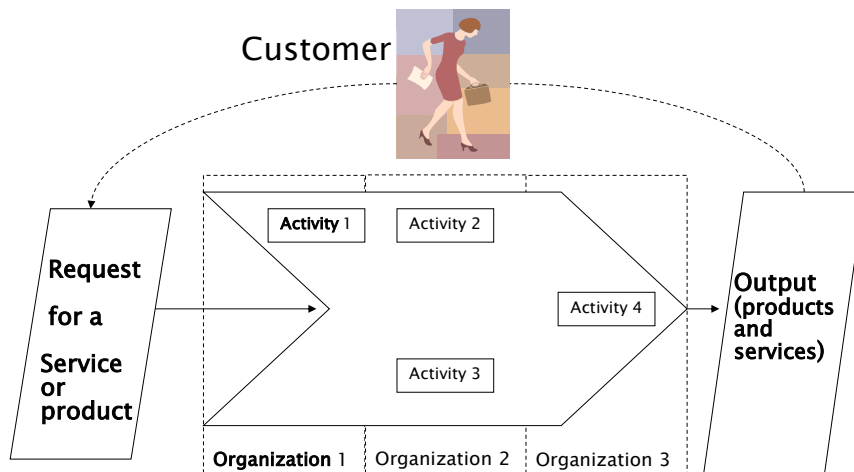 Customer
Activity 1
Activity 2
Request
for a
Service
or
product
Activity 4
Output
(products
and
services)
Activity 3
Organization 1
Organization 2
Organization 3